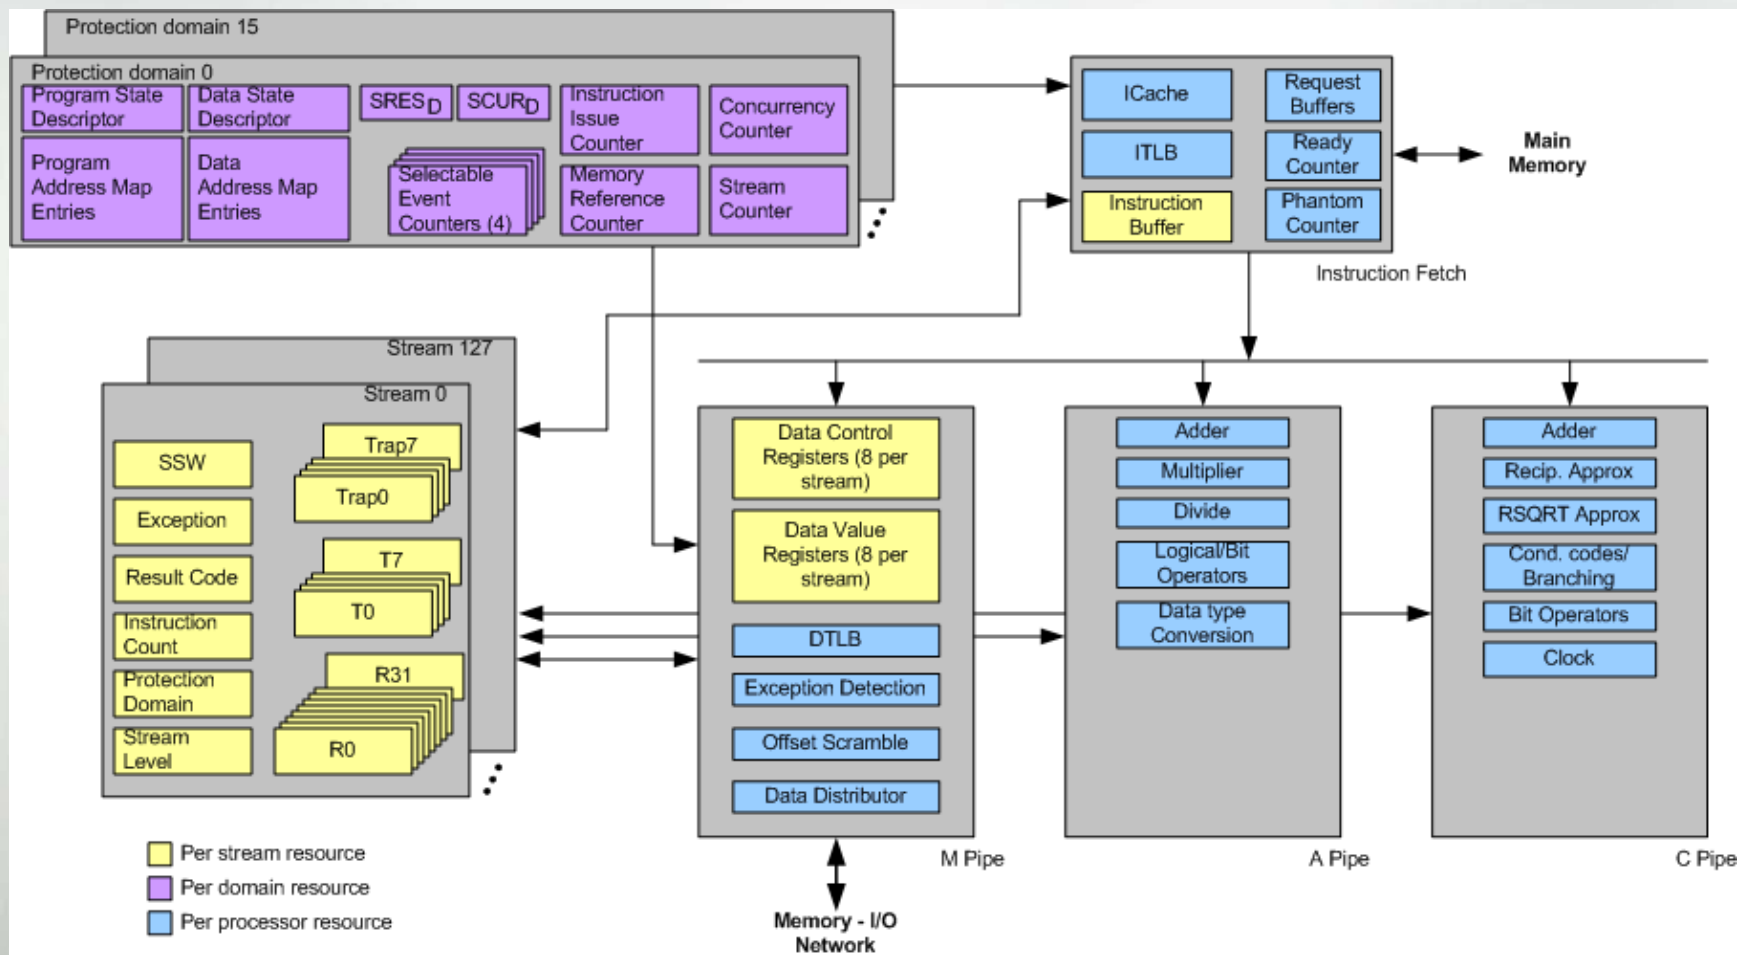 Protection domain 15
Protection domain 0
Program State
Descriptor
Data State
Descriptor
SRES D
SCUR D
Instruction
Issue
Counter
Concurrency
Counter
Program
Address Map
Entries
Data
Address Map
Entries
Selectable
Event
Counters (4)
Memory
Reference
Counter
Stream
Counter
ICache
Request
Buffers
ITLB
Ready
Counter
Instruction
Buffer
Phantom
Counter
Main
Memory
Instruction Fetch
Stream 127
Stream 0
SSW
Exception
Result Code
Instruction
Count
Protection
Domain
Stream
Level
Trap7
Trap0
T7
T0
R31
R0
Data Control
Registers (8 per
stream)
Data Value
Registers (8 per
stream)
DTLB
Exception Detection
Offset Scramble
Data Distributor
M Pipe
Adder
Multiplier
Divide
Logical/Bit
Operators
Data type
Conversion
A Pipe
Adder
Recip. Approx
RSQRT Approx
Cond. codes/
Branching
Bit Operators
Clock
C Pipe
Per stream resource
Per domain resource
Per processor resource
Memory - I/O
Network